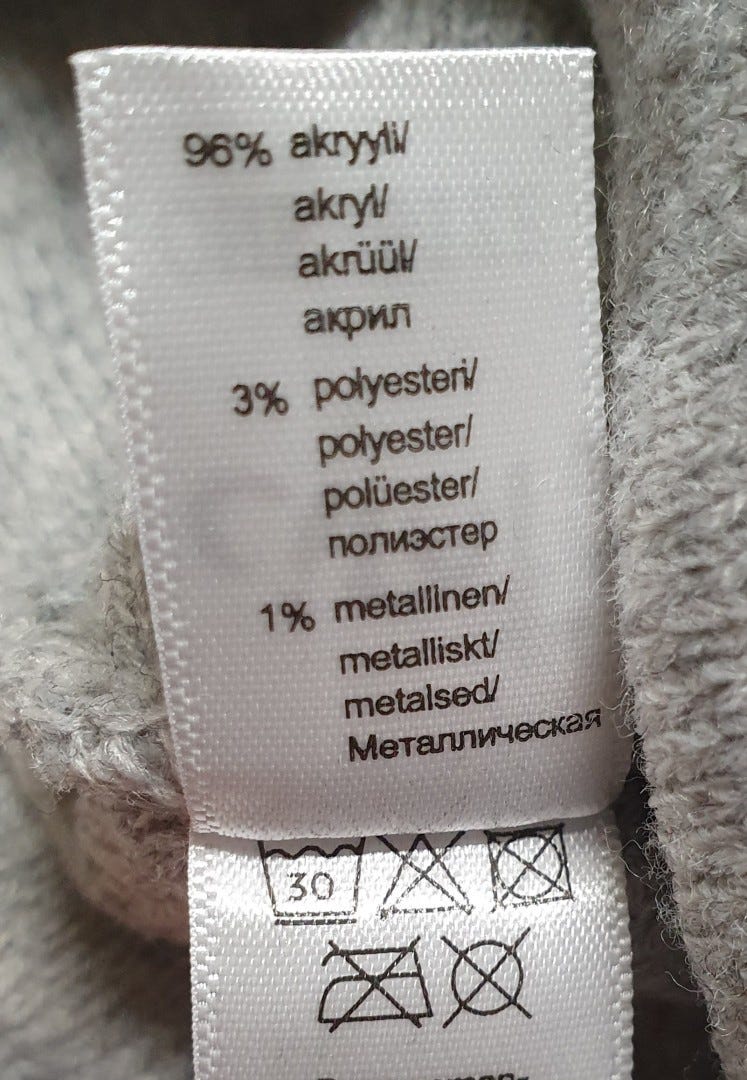 96% akryyli/
akryl/
akrüül/
акрил
3% polyesteri/
polyester/
polüester/
полиэстер
1% metallinen/
metalliskt/
metalsed/
Металлическая
30